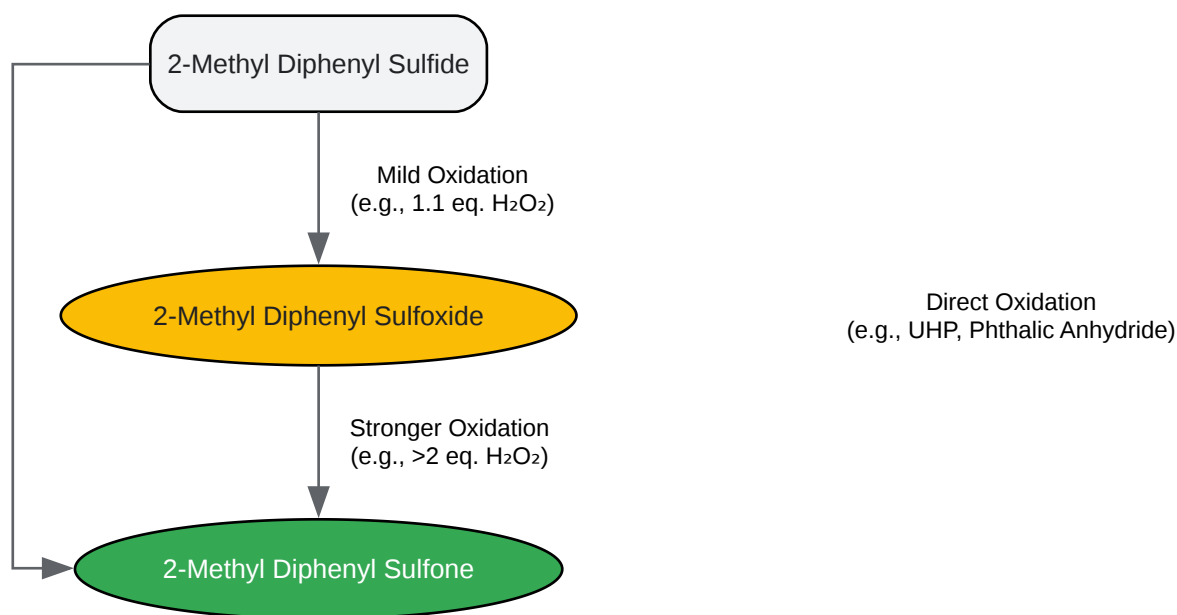 2-Methyl Diphenyl Sulfide
Mild Oxidation
(e.g., 1.1 eq. H₂O₂)
2-Methyl Diphenyl Sulfoxide
Direct Oxidation
(e.g., UHP, Phthalic Anhydride)
Stronger Oxidation
(e.g., >2 eq. H₂O₂)
2-Methyl Diphenyl Sulfone